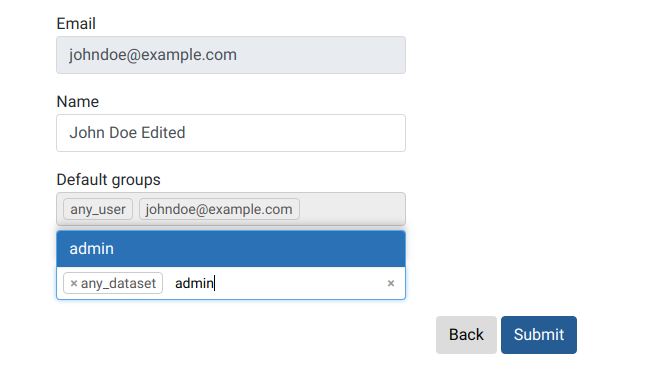 Email
johndoe@example.com
Name
John Doe Edited
Default groups
any_user johndoe@example.com
admin
× any_dataset admin ×
Back Submit